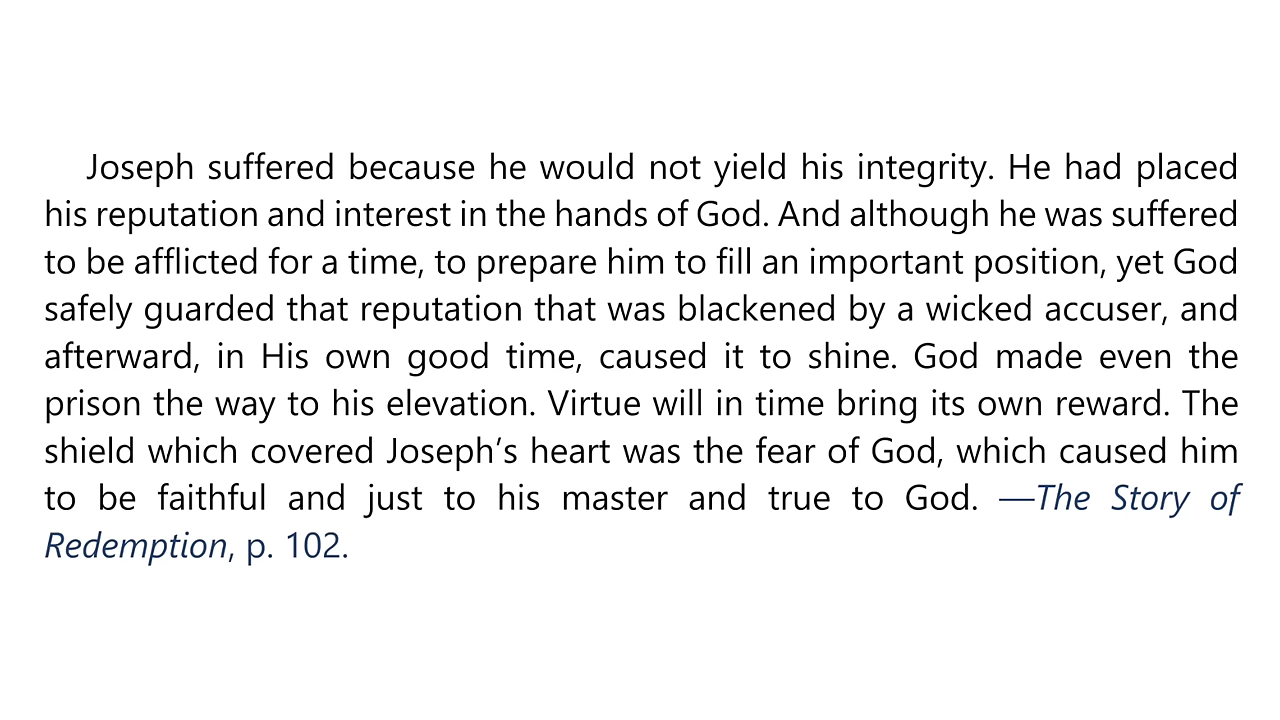 Joseph suffered because he would not yield his integrity. He had placed
his reputation and interest in the hands of God. And although he was suffered
to be afflicted for a time, to prepare him to fill an important position, yet God
safely guarded that reputation that was blackened by a wicked accuser, and
afterward, in His own good time, caused it to shine. God made even the
prison the way to his elevation. Virtue will in time bring its own reward. The
shield which covered Joseph’s heart was the fear of God, which caused him
to be faithful and just to his master and true to God. —The Story of
Redemption, p. 102.